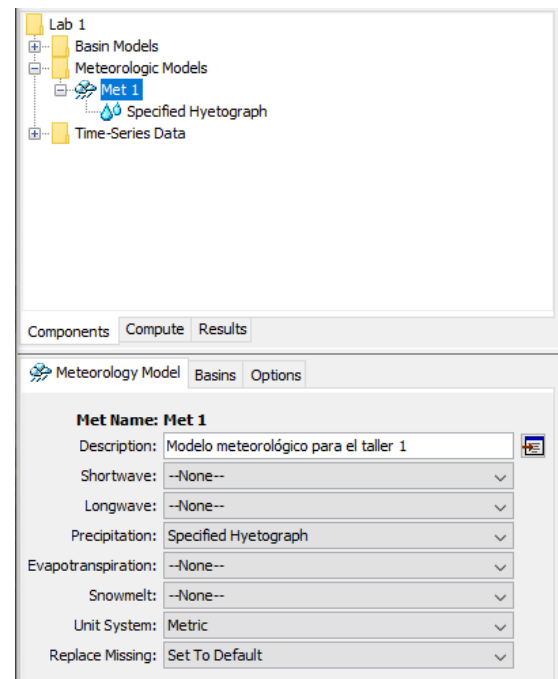 Lab 1
Basin Models
Meteorologic Models
Met 1
Specified Hyetograph
Time-Series Data
Components Compute Results
Meteorology Model Basins Options
Met Name: Met 1
Description: Modelo meteorológico para el taller 1
Shortwave: --None--
Longwave: --None--
Precipitation: Specified Hyetograph
Evapotranspiration: --None--
Snowmelt: --None--
Unit System: Metric
Replace Missing: Set To Default